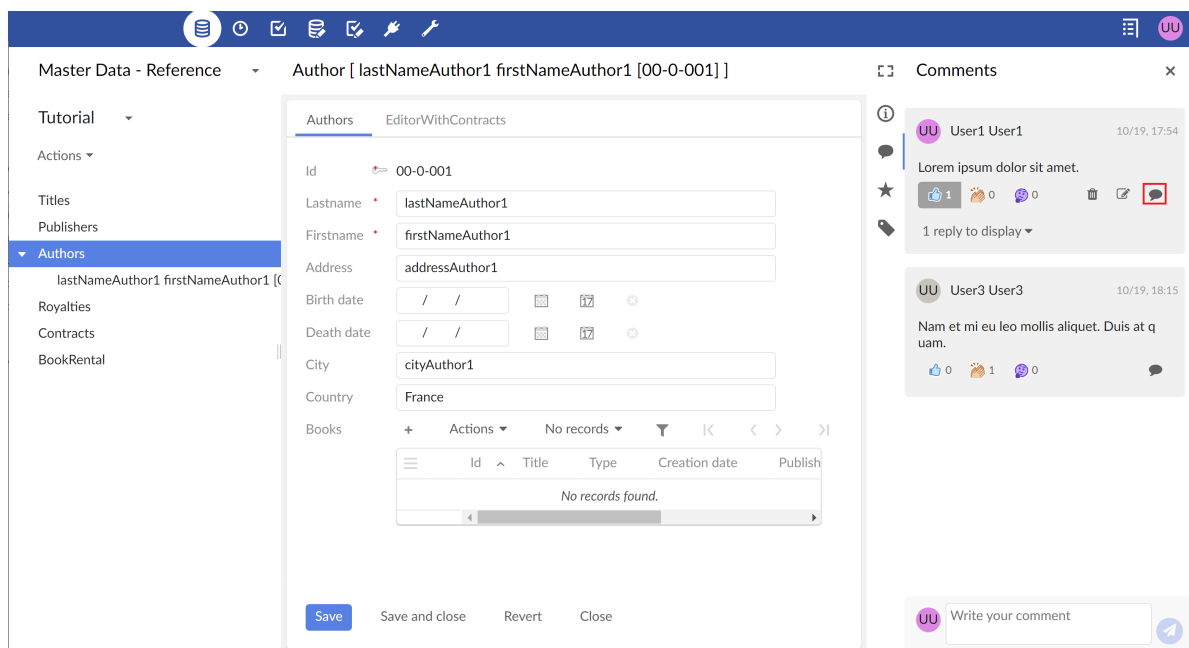 UU
Master Data - Reference
Author [ lastNameAuthor1 firstNameAuthor1 [00-0-001] ]
Comments
Tutorial
Actions
Titles
Publishers
Authors
lastNameAuthor1 firstNameAuthor1 [0
Royalties
Contracts
BookRental
Authors EditorWithContracts
Id 00-0-001
Lastname * lastNameAuthor1
Firstname * firstNameAuthor1
Address addressAuthor1
Birth date / / 17
Death date / / 17
City cityAuthor1
Country France
Books + Actions No records
Id Title Type Creation date Publish
No records found.
Save Save and close Revert Close
UU User1 User1 10/19, 17:54
Lorem ipsum dolor sit amet.
1 0 0
1 reply to display
UU User3 User3 10/19, 18:15
Nam et mi eu leo mollis aliquet. Duis at q
uam.
0 1 0
UU Write your comment